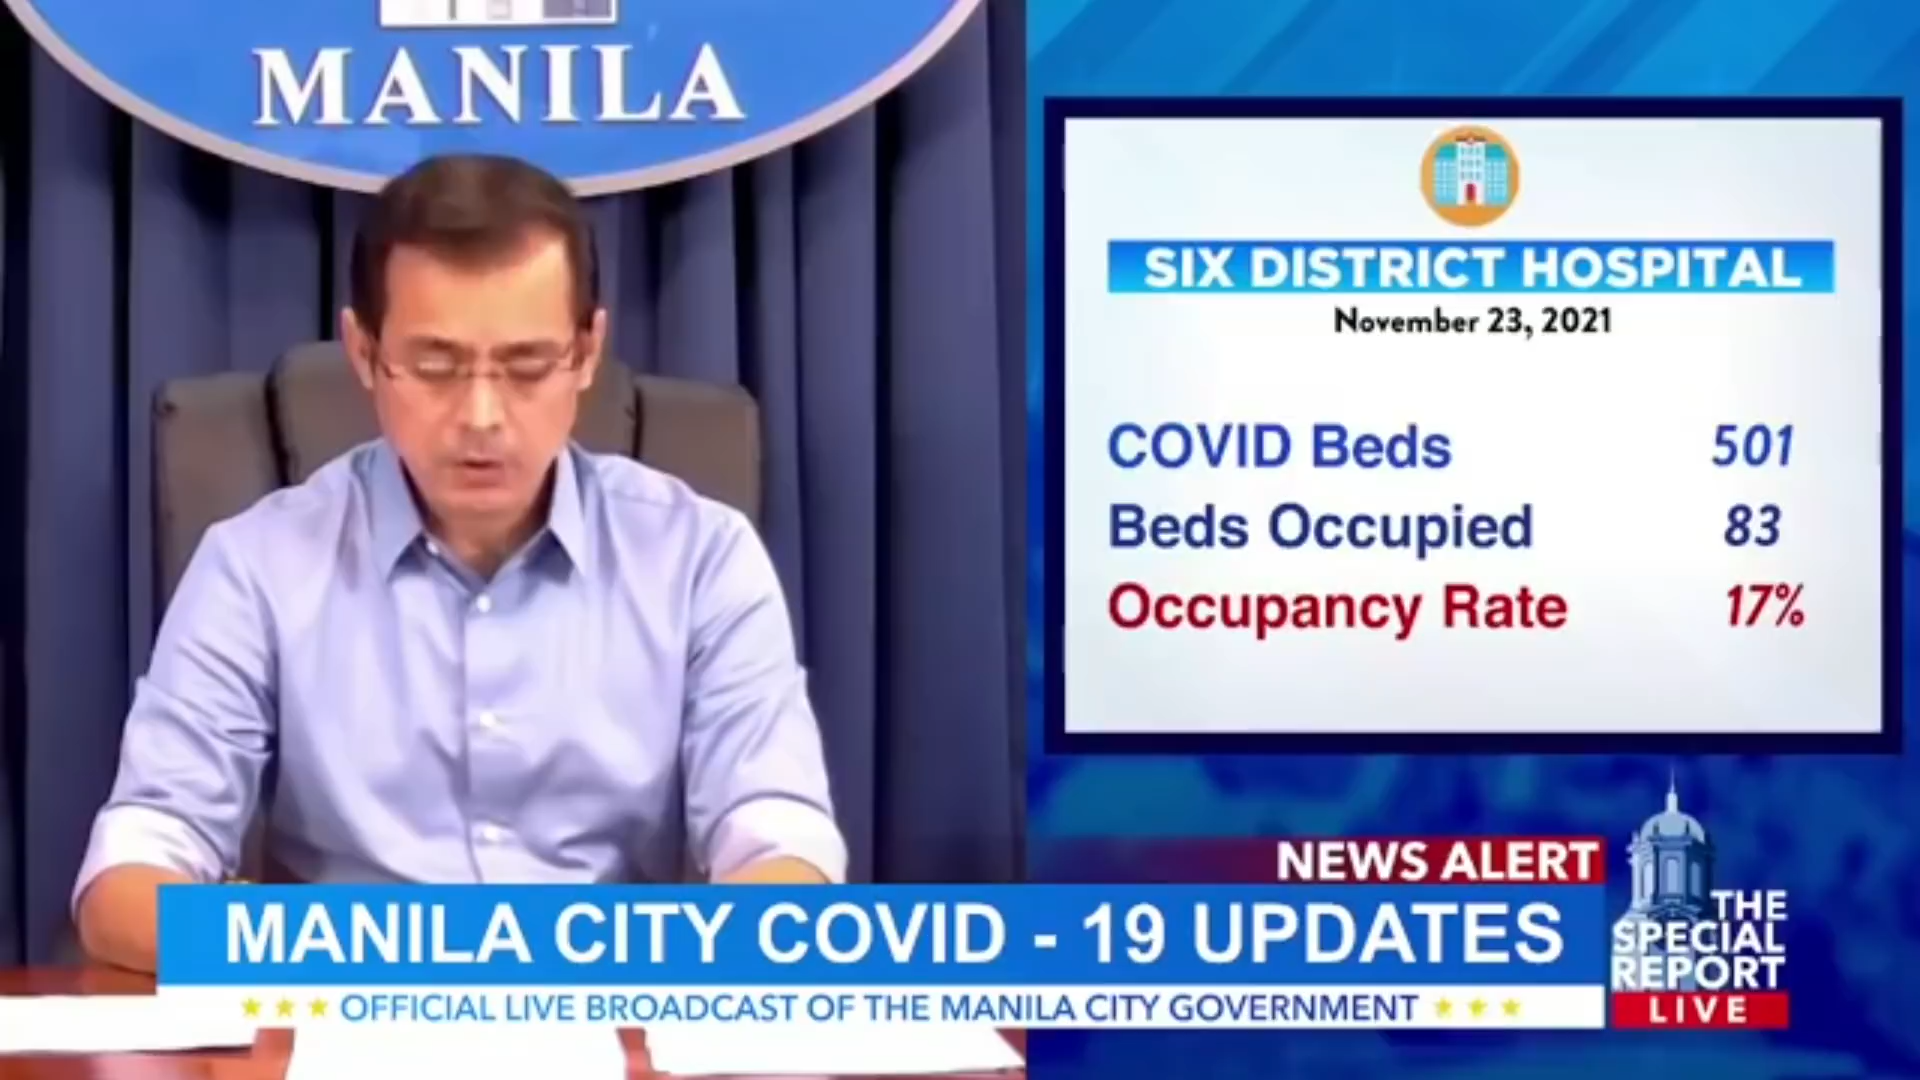 MANILA
SIX DISTRICT HOSPITAL
November 23, 2021
COVID Beds 501
Beds Occupied 83
Occupancy Rate 17%
NEWS ALERT
MANILA CITY COVID - 19 UPDATES
OFFICIAL LIVE BROADCAST OF THE MANILA CITY GOVERNMENT
THE
SPECIAL
REPORT
LIVE